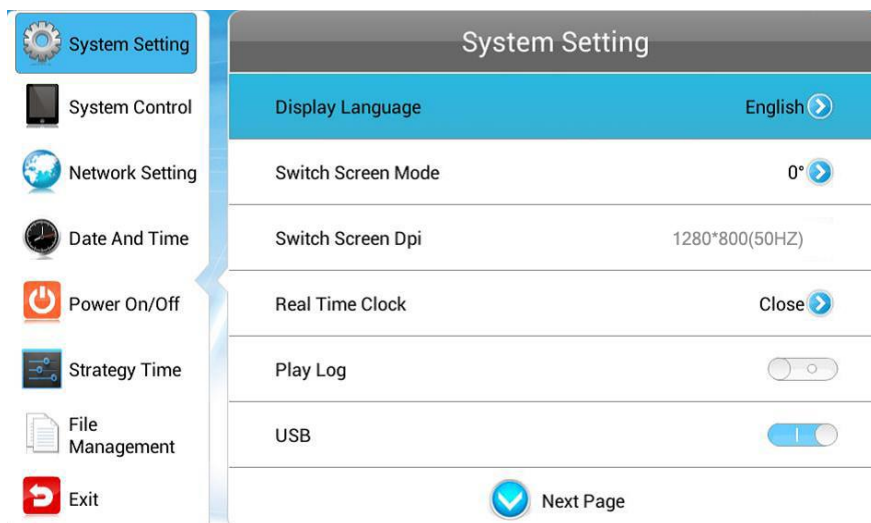 System Setting
System Control
Network Setting
Date And Time
Power On/Off
Strategy Time
File
Management
Exit
System Setting
Display Language English
Switch Screen Mode 0°
Switch Screen Dpi 1280*800(50HZ)
Real Time Clock Close
Play Log
USB
Next Page